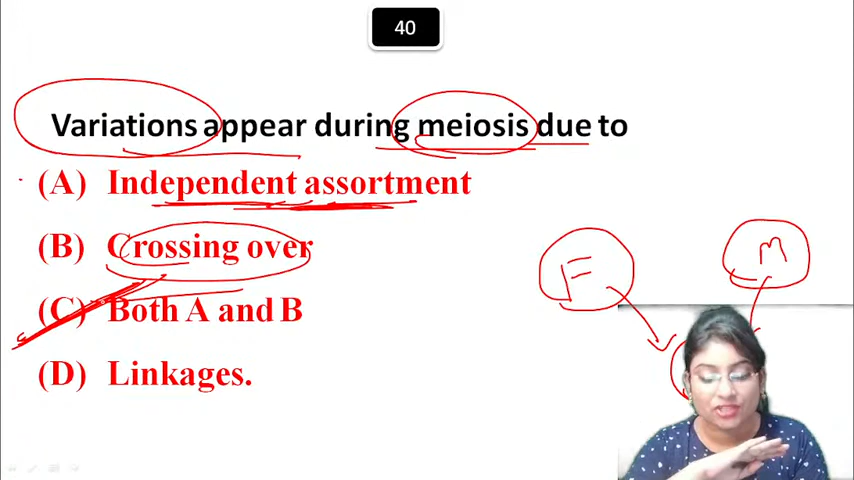 40
Variations appear during meiosis due to
(A) Independent assortment
(B) Crossing over
(C) Both A and B
(D) Linkages.
F
M